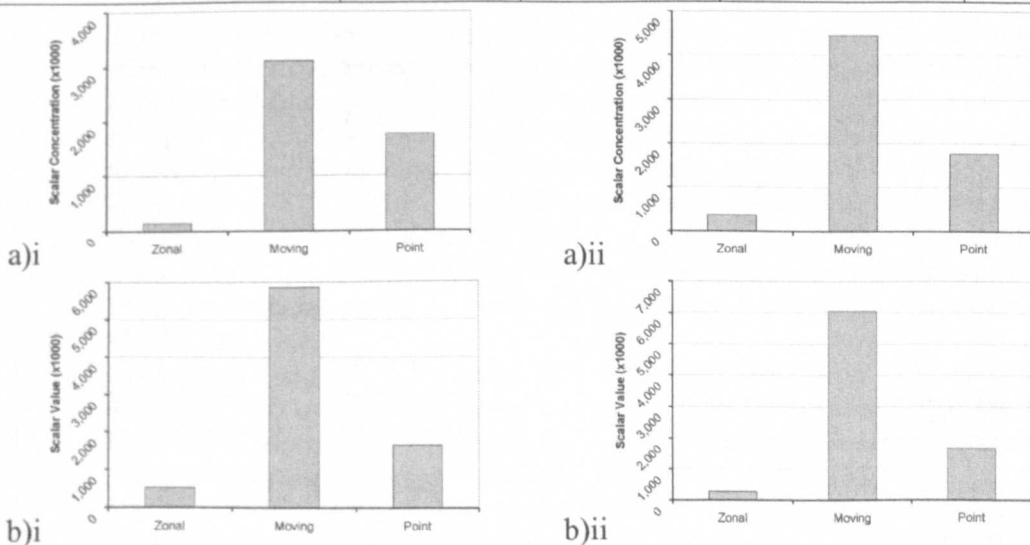 Scalar Concentration (x1000)
4,000
3,000
2,000
1,000
0
Zonal Moving Point
a)i
Scalar Concentration (x1000)
5,000
4,000
3,000
2,000
1,000
0
Zonal Moving Point
a)ii
Scalar Value (x1000)
6,000
5,000
4,000
3,000
2,000
1,000
0
Zonal Moving Point
b)i
Scalar Value (x1000)
7,000
6,000
5,000
4,000
3,000
2,000
1,000
0
Zonal Moving Point
b)ii